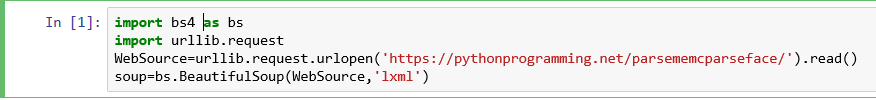 In [1]: import bs4 as bs
import urllib.request
WebSource=urllib.request.urlopen('https://pythonprogramming.net/parsememcparseface/').read()
soup=bs.BeautifulSoup(WebSource,'lxml')